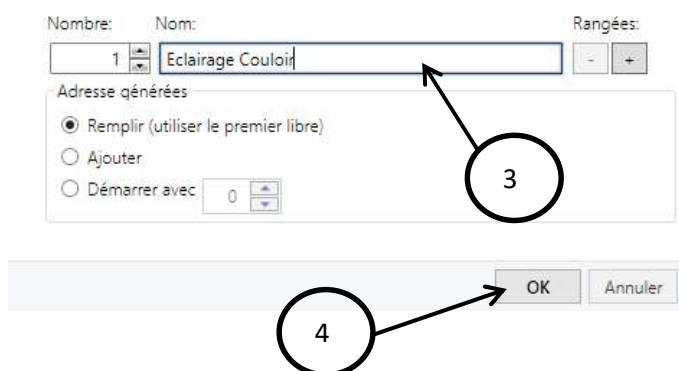 Nombre: Nom: Rangées:
1 Eclairage Couloir - +
Adresse générées
Remplir (utiliser le premier libre)
Ajouter
Démarrer avec 0
3
OK Annuler
4